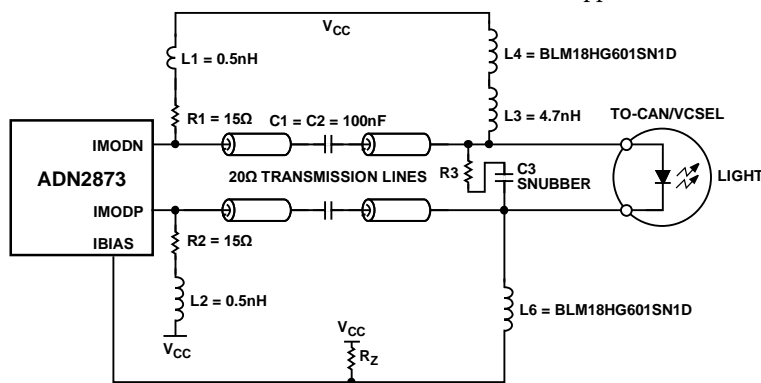 VCC
L1 = 0.5nH
L4 = BLM18HG601SN1D
R1 = 15Ω
C1 = C2 = 100nF
L3 = 4.7nH
TO-CAN/VCSEL
IMODN
ADN2873
20Ω TRANSMISSION LINES
R3
C3
SNUBBER
LIGHT
IMODP
IBIAS
R2 = 15Ω
L2 = 0.5nH
L6 = BLM18HG601SN1D
VCC
VCC
RZ